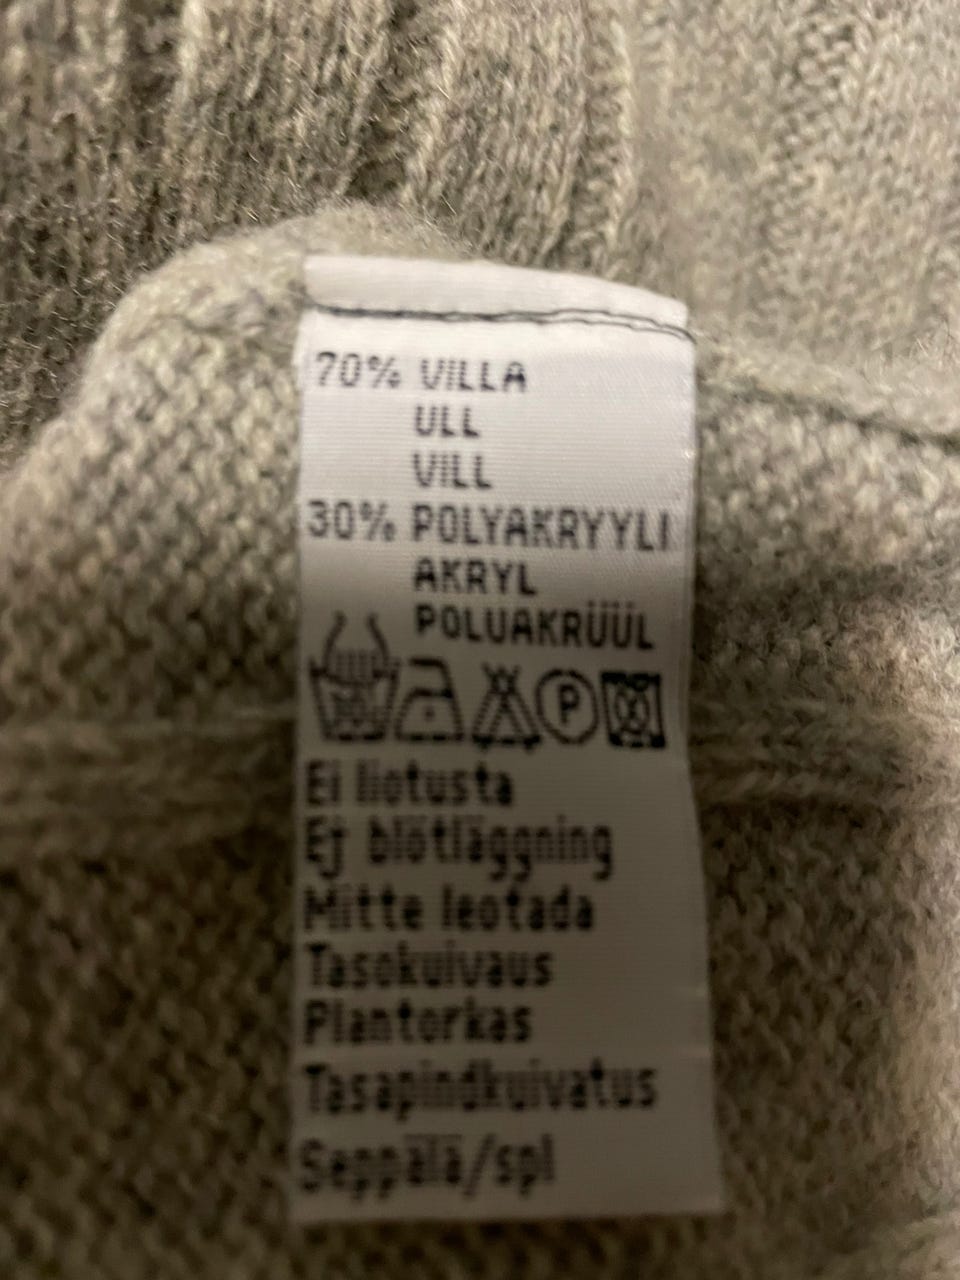 70% VILLA
ULL
VILL
30% POLYAKRYYLI
AKRYL
POLUAKRÜÜL
P
Ei liotusta
Ej blötläggning
Mitte leotada
Tasokuivaus
Plantorkas
Tasapindkuivatus
Seppälä/spl